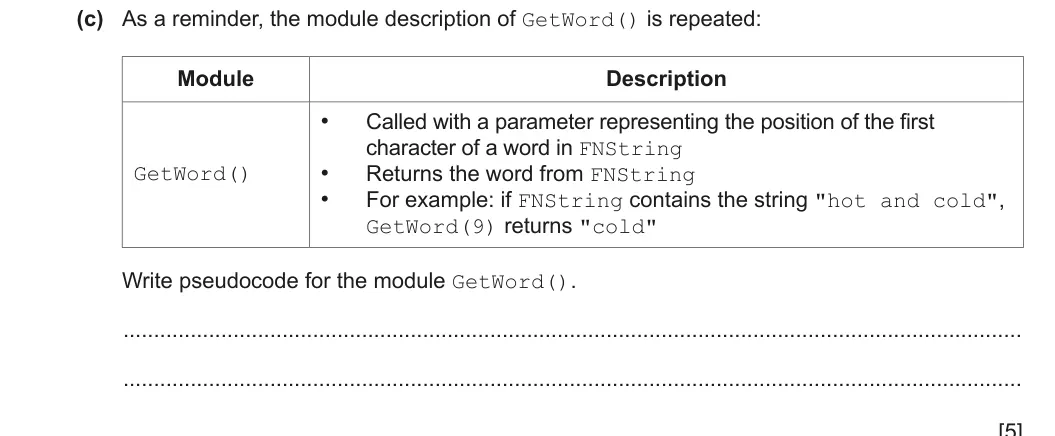 (c) As a reminder, the module description of GetWord() is repeated:
Module Description
• Called with a parameter representing the position of the first
character of a word in FNString
GetWord()
• Returns the word from FNString
• For example: if FNString contains the string "hot and cold",
GetWord(9) returns "cold"
Write pseudocode for the module GetWord().
....................................................................................................................................................
....................................................................................................................................................
[5]